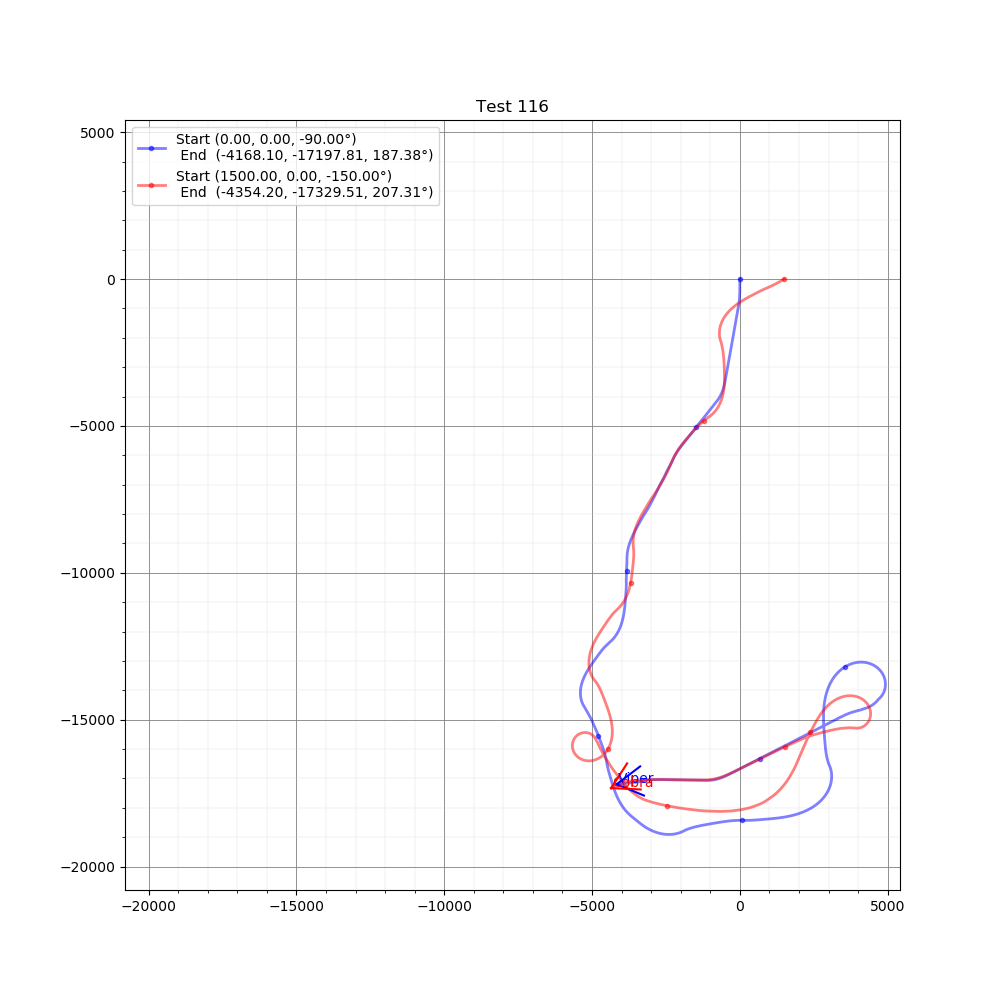 Test 116
Start (0.00, 0.00, -90.00°)
End (-4168.10, -17197.81, 187.38°)
Start (1500.00, 0.00, -150.00°)
End (-4354.20, -17329.51, 207.31°)
5000
0
−5000
−10000
−15000
−20000
Viper
−20000 −15000 −10000 −5000 0 5000